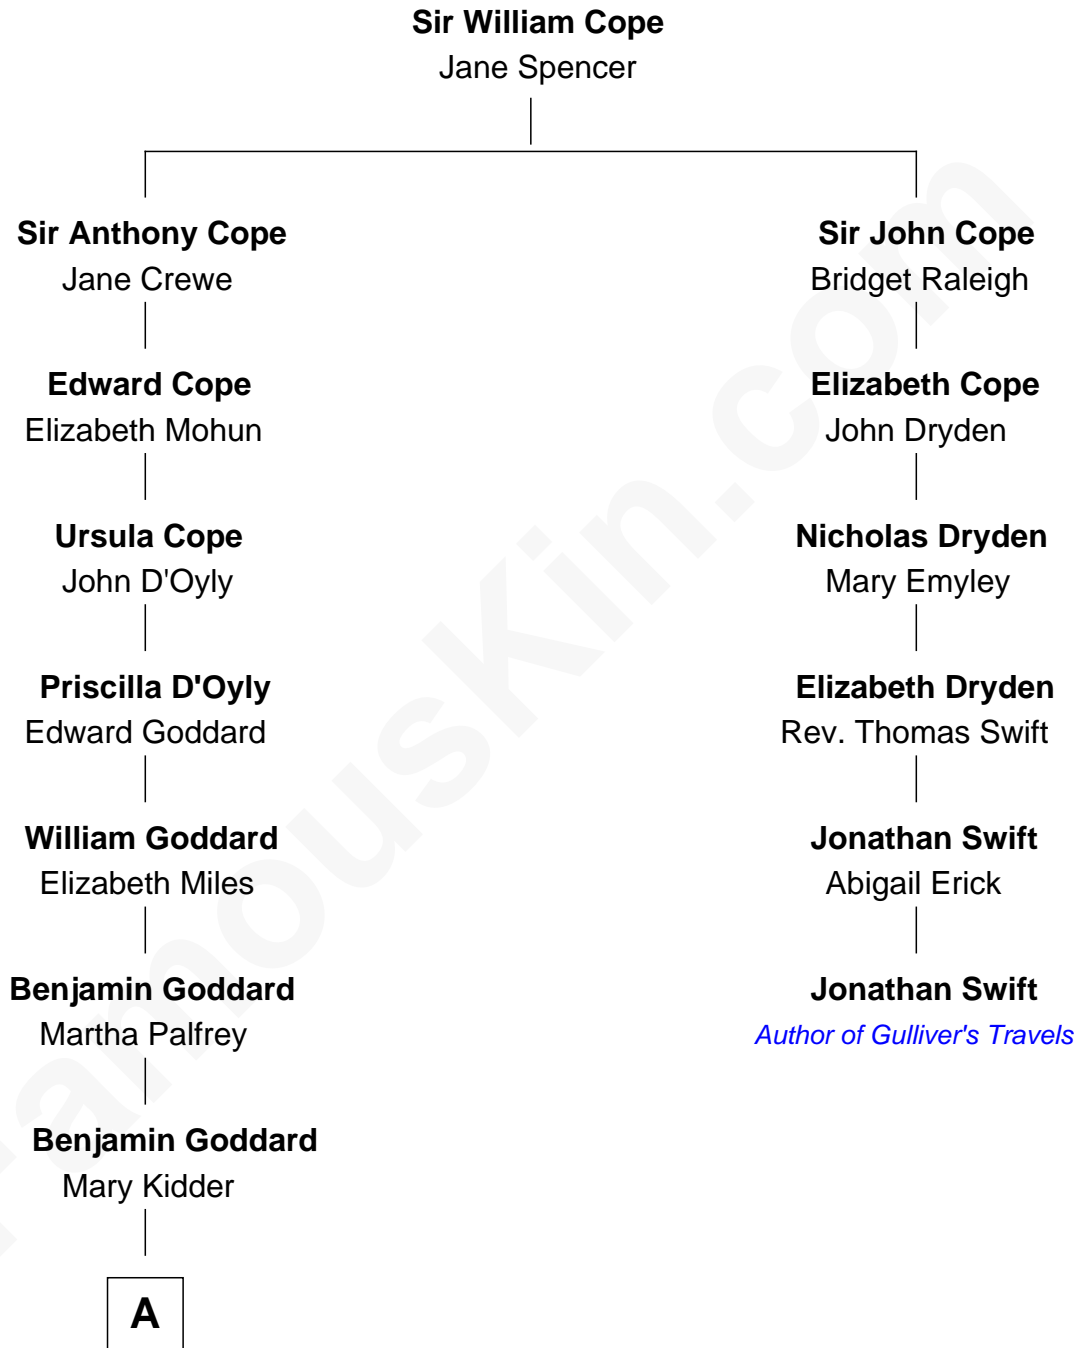 Sir William Cope
Jane Spencer
Sir Anthony Cope
Jane Crewe
Sir John Cope
Bridget Raleigh
Edward Cope
Elizabeth Mohun
Elizabeth Cope
John Dryden
Ursula Cope
John D'Oyly
Nicholas Dryden
Mary Emyley
Priscilla D'Oyly
Edward Goddard
Elizabeth Dryden
Rev. Thomas Swift
William Goddard
Elizabeth Miles
Jonathan Swift
Abigail Erick
Benjamin Goddard
Martha Palfrey
Jonathan Swift
Author of Gulliver's Travels
Benjamin Goddard
Mary Kidder
A
FamousKin.com